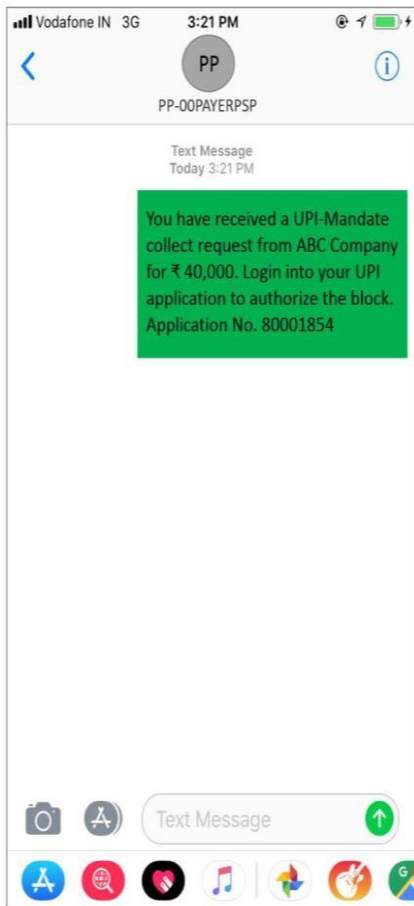 Vodafone IN 3G 3:21 PM
PP
PP-00PAYERPSP
Text Message
Today 3:21 PM
You have received a UPI-Mandate
collect request from ABC Company
for ₹ 40,000. Login into your UPI
application to authorize the block.
Application No. 80001854
Text Message
G